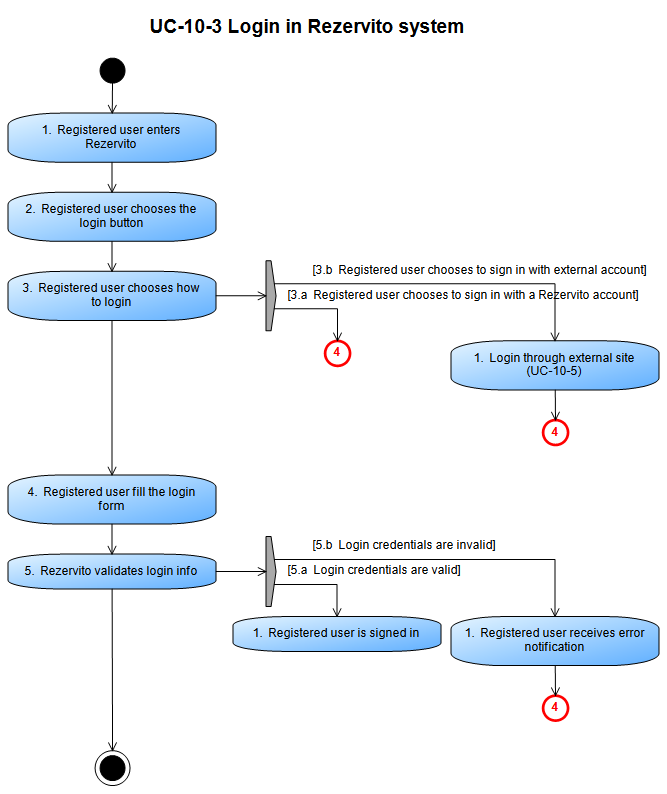 UC-10-3 Login in Rezervito system
1. Registered user enters
Rezervito
2. Registered user chooses the
login button
3. Registered user chooses how
to login
[3.b Registered user chooses to sign in with external account]
[3.a Registered user chooses to sign in with a Rezervito account]
4
1. Login through external site
(UC-10-5)
4
4. Registered user fill the login
form
5. Rezervito validates login info
[5.b Login credentials are invalid]
[5.a Login credentials are valid]
1. Registered user is signed in
1. Registered user receives error
notification
4